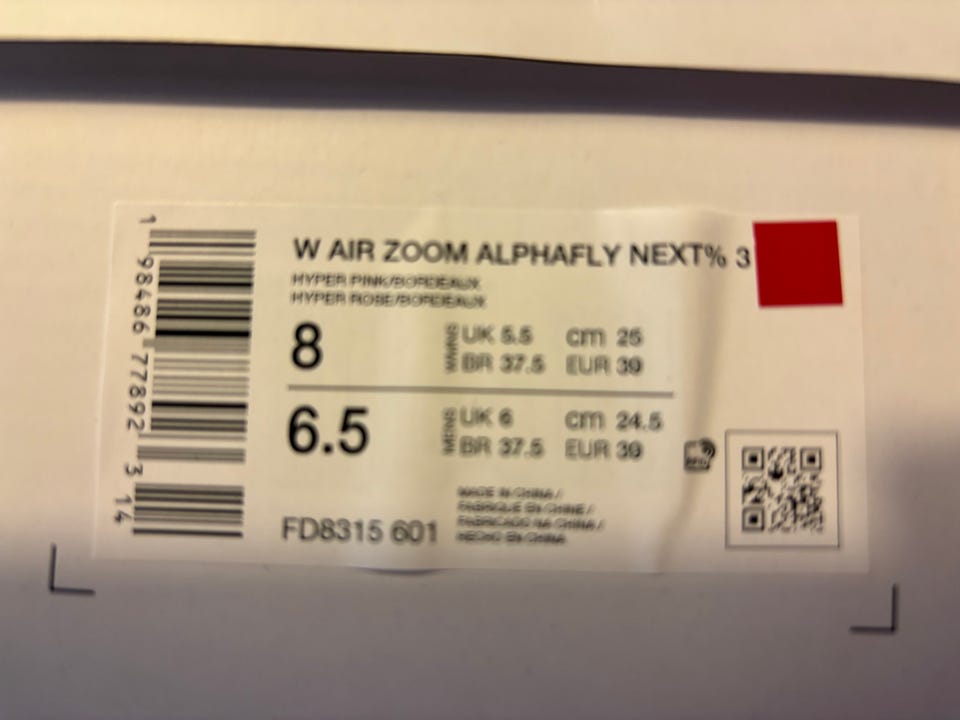 W AIR ZOOM ALPHAFLY NEXT% 3
HYPER PINK/BORDEAUX
HYPER ROSE/BORDEAUX
8
WMNS
UK 5.5 cm 25
BR 37.5 EUR 39
6.5
MENS
UK 6 cm 24.5
BR 37.5 EUR 39
FD8315 601
MADE IN CHINA /
FABRIQUE EN CHINE /
FABRICADO NA CHINA /
HECHO EN CHINA
1 98486 77892 3 14